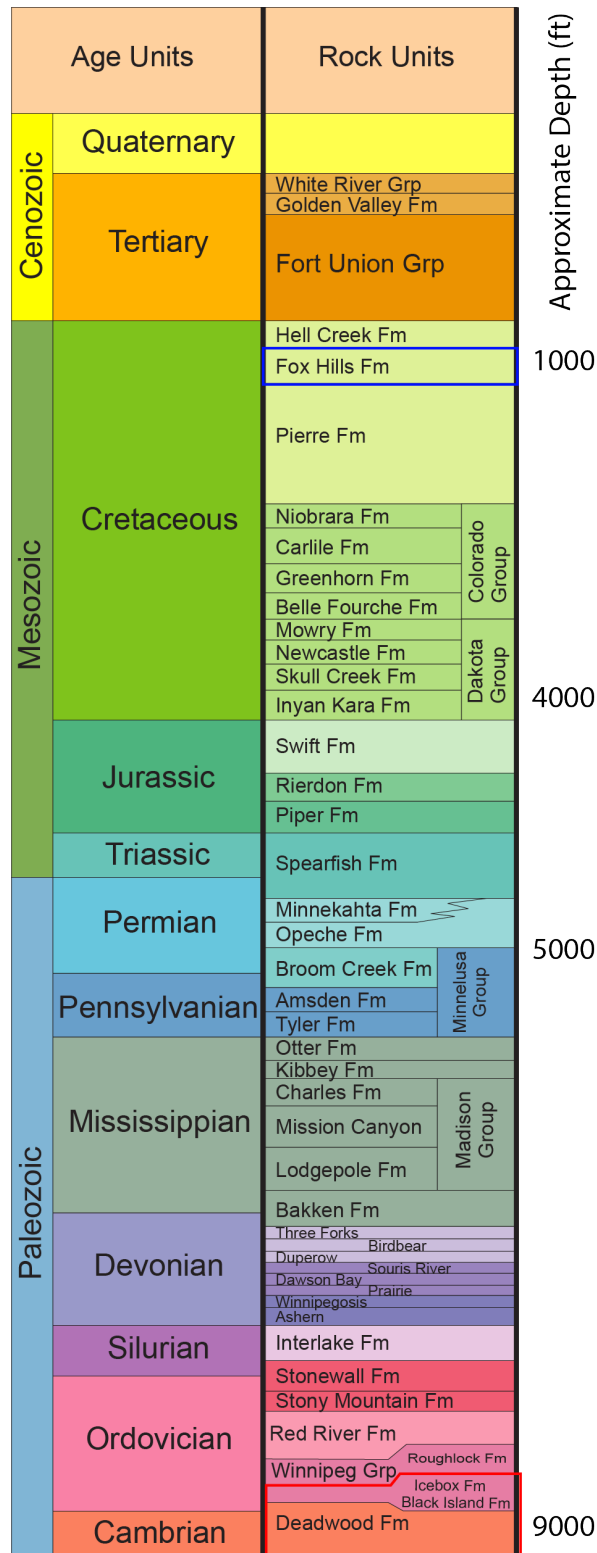 Age Units
Rock Units
Approximate Depth (ft)
Cenozoic
Quaternary
Tertiary
White River Grp
Golden Valley Fm
Fort Union Grp
Mesozoic
Cretaceous
Hell Creek Fm
Fox Hills Fm
1000
Pierre Fm
Niobrara Fm
Carlile Fm
Greenhorn Fm
Belle Fourche Fm
Colorado
Group
Mowry Fm
Newcastle Fm
Skull Creek Fm
Inyan Kara Fm
Dakota
Group
4000
Jurassic
Swift Fm
Rierdon Fm
Piper Fm
Triassic
Spearfish Fm
Paleozoic
Permian
Minnekahta Fm
Opeche Fm
5000
Broom Creek Fm
Pennsylvanian
Amsden Fm
Tyler Fm
Minnelusa
Group
Mississippian
Otter Fm
Kibbey Fm
Charles Fm
Mission Canyon
Lodgepole Fm
Madison
Group
Bakken Fm
Devonian
Three Forks
Birdbear
Duperow
Souris River
Dawson Bay
Prairie
Winnipegosis
Ashern
Silurian
Interlake Fm
Ordovician
Stonewall Fm
Stony Mountain Fm
Red River Fm
Roughlock Fm
Winnipeg Grp
Icebox Fm
Black Island Fm
Cambrian
Deadwood Fm
9000